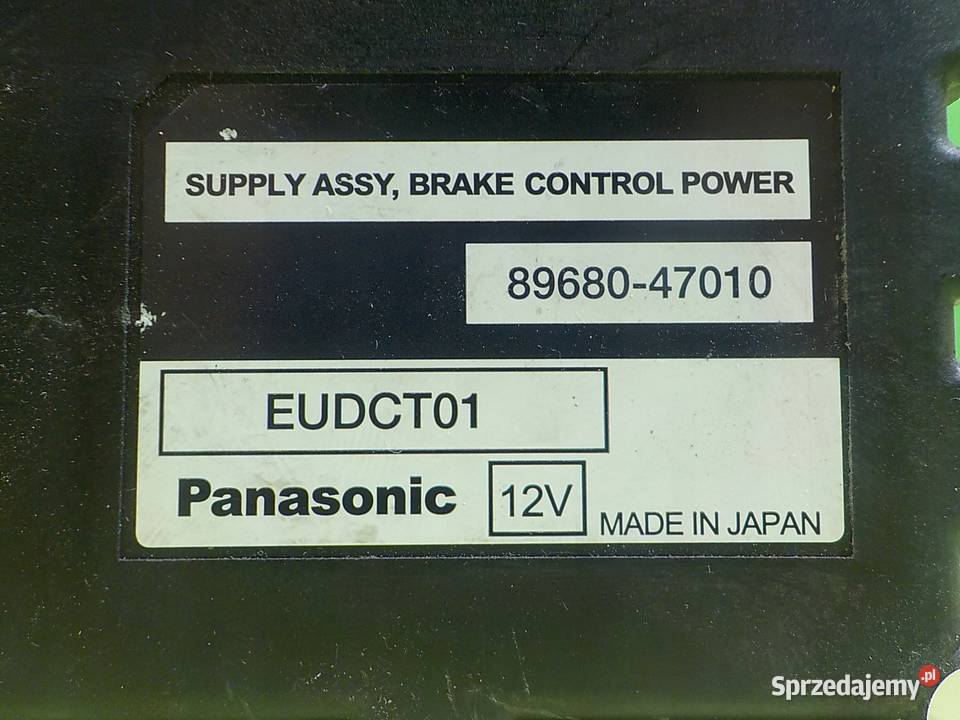 SUPPLY ASSY, BRAKE CONTROL POWER
89680-47010
EUDCT01
Panasonic 12V MADE IN JAPAN
Sprzedajemy.pl